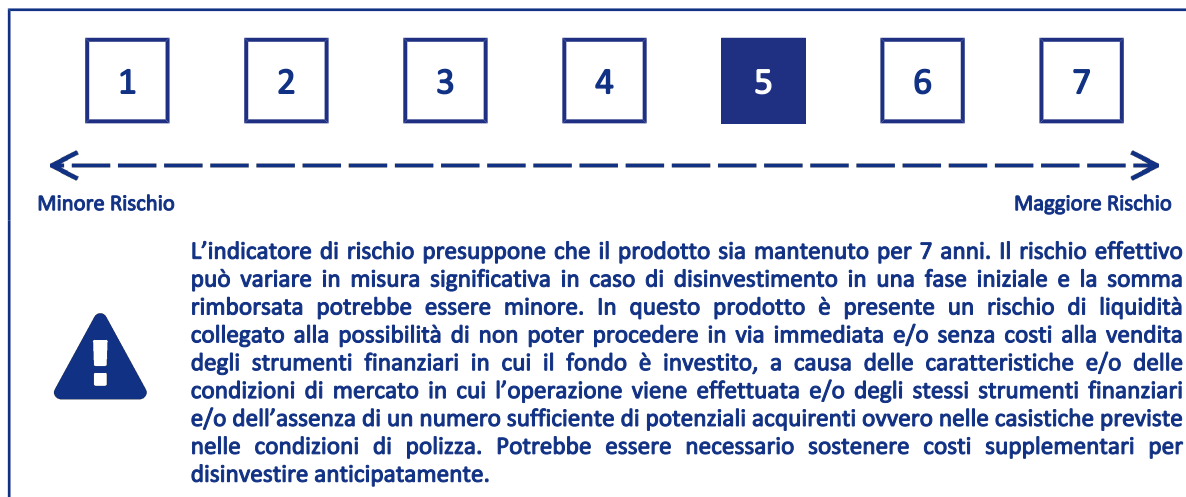 1 2 3 4 5 6 7
Minore Rischio Maggiore Rischio
L’indicatore di rischio presuppone che il prodotto sia mantenuto per 7 anni. Il rischio effettivo
può variare in misura significativa in caso di disinvestimento in una fase iniziale e la somma
rimborsata potrebbe essere minore. In questo prodotto è presente un rischio di liquidità
collegato alla possibilità di non poter procedere in via immediata e/o senza costi alla vendita
degli strumenti finanziari in cui il fondo è investito, a causa delle caratteristiche e/o delle
condizioni di mercato in cui l’operazione viene effettuata e/o degli stessi strumenti finanziari
e/o dell’assenza di un numero sufficiente di potenziali acquirenti ovvero nelle casistiche previste
nelle condizioni di polizza. Potrebbe essere necessario sostenere costi supplementari per
disinvestire anticipatamente.